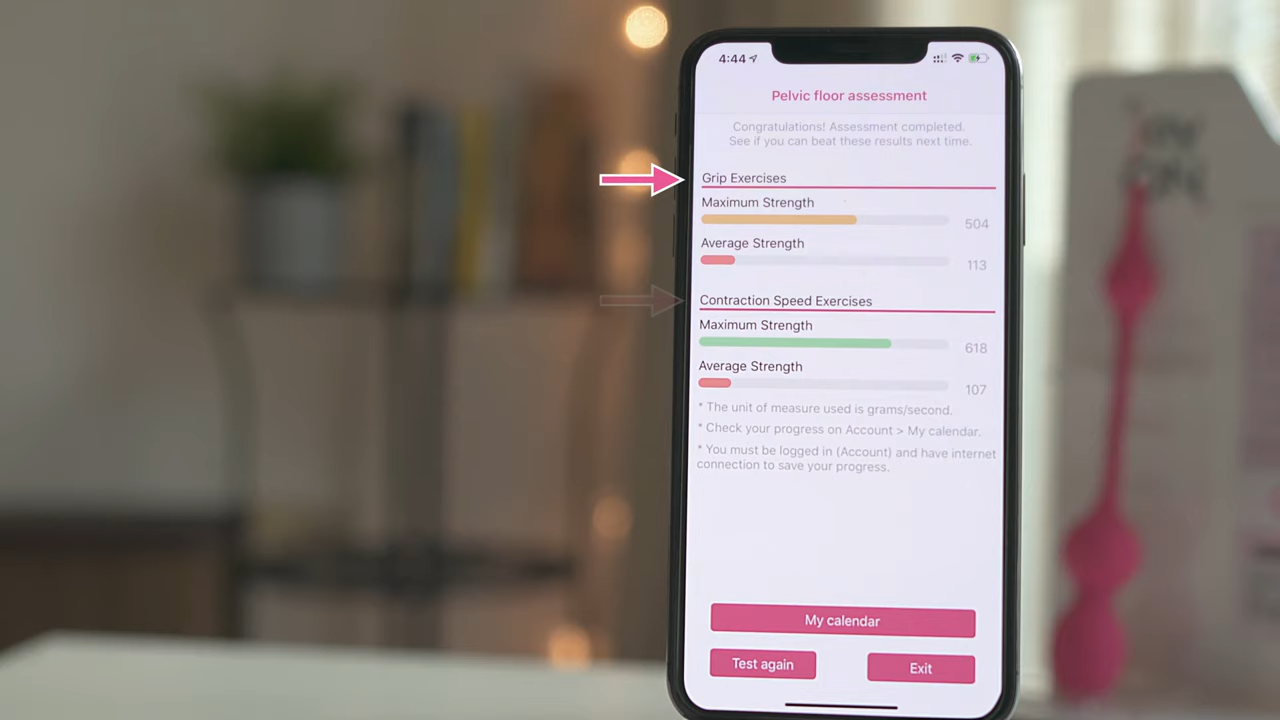 4:44
Pelvic floor assessment
Congratulations! Assessment completed.
See if you can beat these results next time.
Grip Exercises
Maximum Strength
504
Average Strength
113
Contraction Speed Exercises
Maximum Strength
618
Average Strength
107
* The unit of measure used is grams/second.
* Check your progress on Account > My calendar.
* You must be logged in (Account) and have internet
connection to save your progress.
My calendar
Test again
Exit